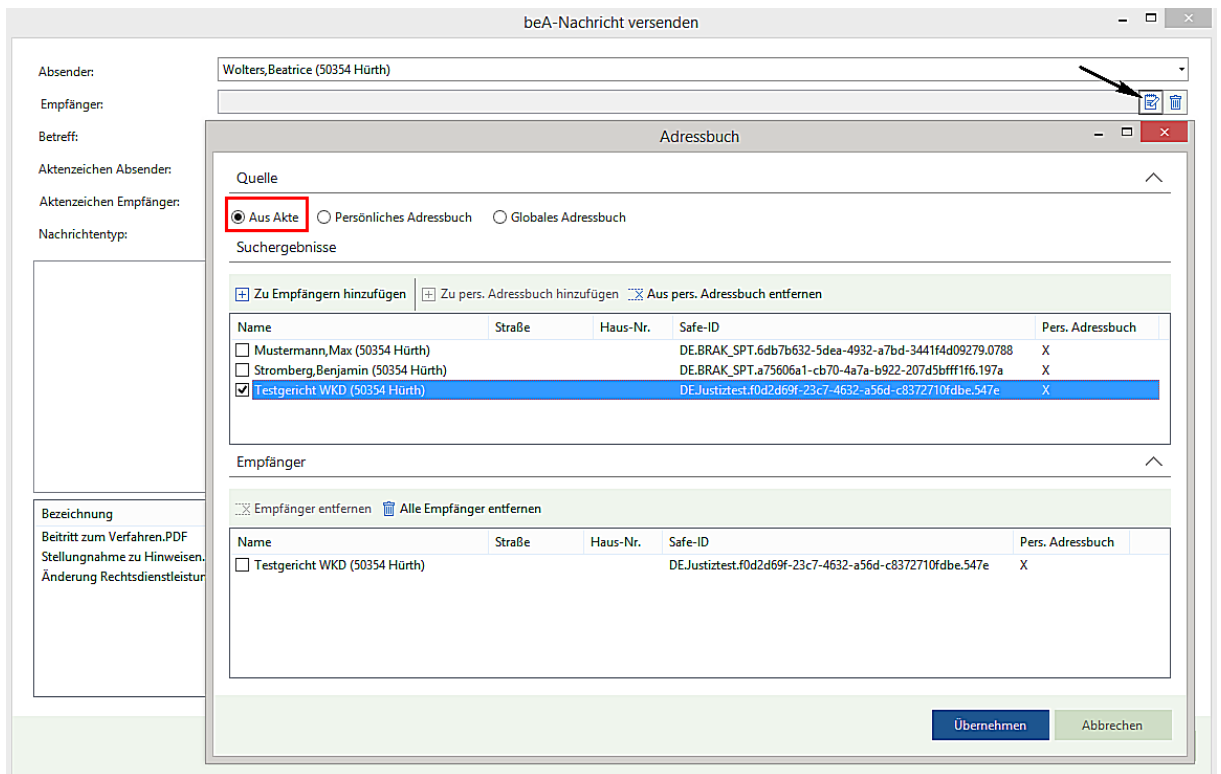 beA-Nachricht versenden
Absender: Wolters,Beatrice (50354 Hürth)
Empfänger:
Betreff:
Aktenzeichen Absender:
Aktenzeichen Empfänger:
Nachrichtentyp:
Adressbuch
Quelle
Aus Akte Persönliches Adressbuch Globales Adressbuch
Suchergebnisse
Zu Empfängern hinzufügen Zu pers. Adressbuch hinzufügen Aus pers. Adressbuch entfernen
Name Straße Haus-Nr. Safe-ID Pers. Adressbuch
Mustermann,Max (50354 Hürth) DE.BRAK_SPT.6db7b632-5dea-4932-a7bd-3441f4d09279.0788 X
Stromberg,Benjamin (50354 Hürth) DE.BRAK_SPT.a75606a1-cb70-4a7a-b922-207d5bfff1f6.197a X
Testgericht WKD (50354 Hürth) DE.Justiztest.f0d2d69f-23c7-4632-a56d-c8372710fdbe.547e X
Empfänger
Empfänger entfernen Alle Empfänger entfernen
Name Straße Haus-Nr. Safe-ID Pers. Adressbuch
Testgericht WKD (50354 Hürth) DE.Justiztest.f0d2d69f-23c7-4632-a56d-c8372710fdbe.547e X
Übernehmen Abbrechen
Bezeichnung
Beitritt zum Verfahren.PDF
Stellungnahme zu Hinweisen.
Änderung Rechtsdienstleistur